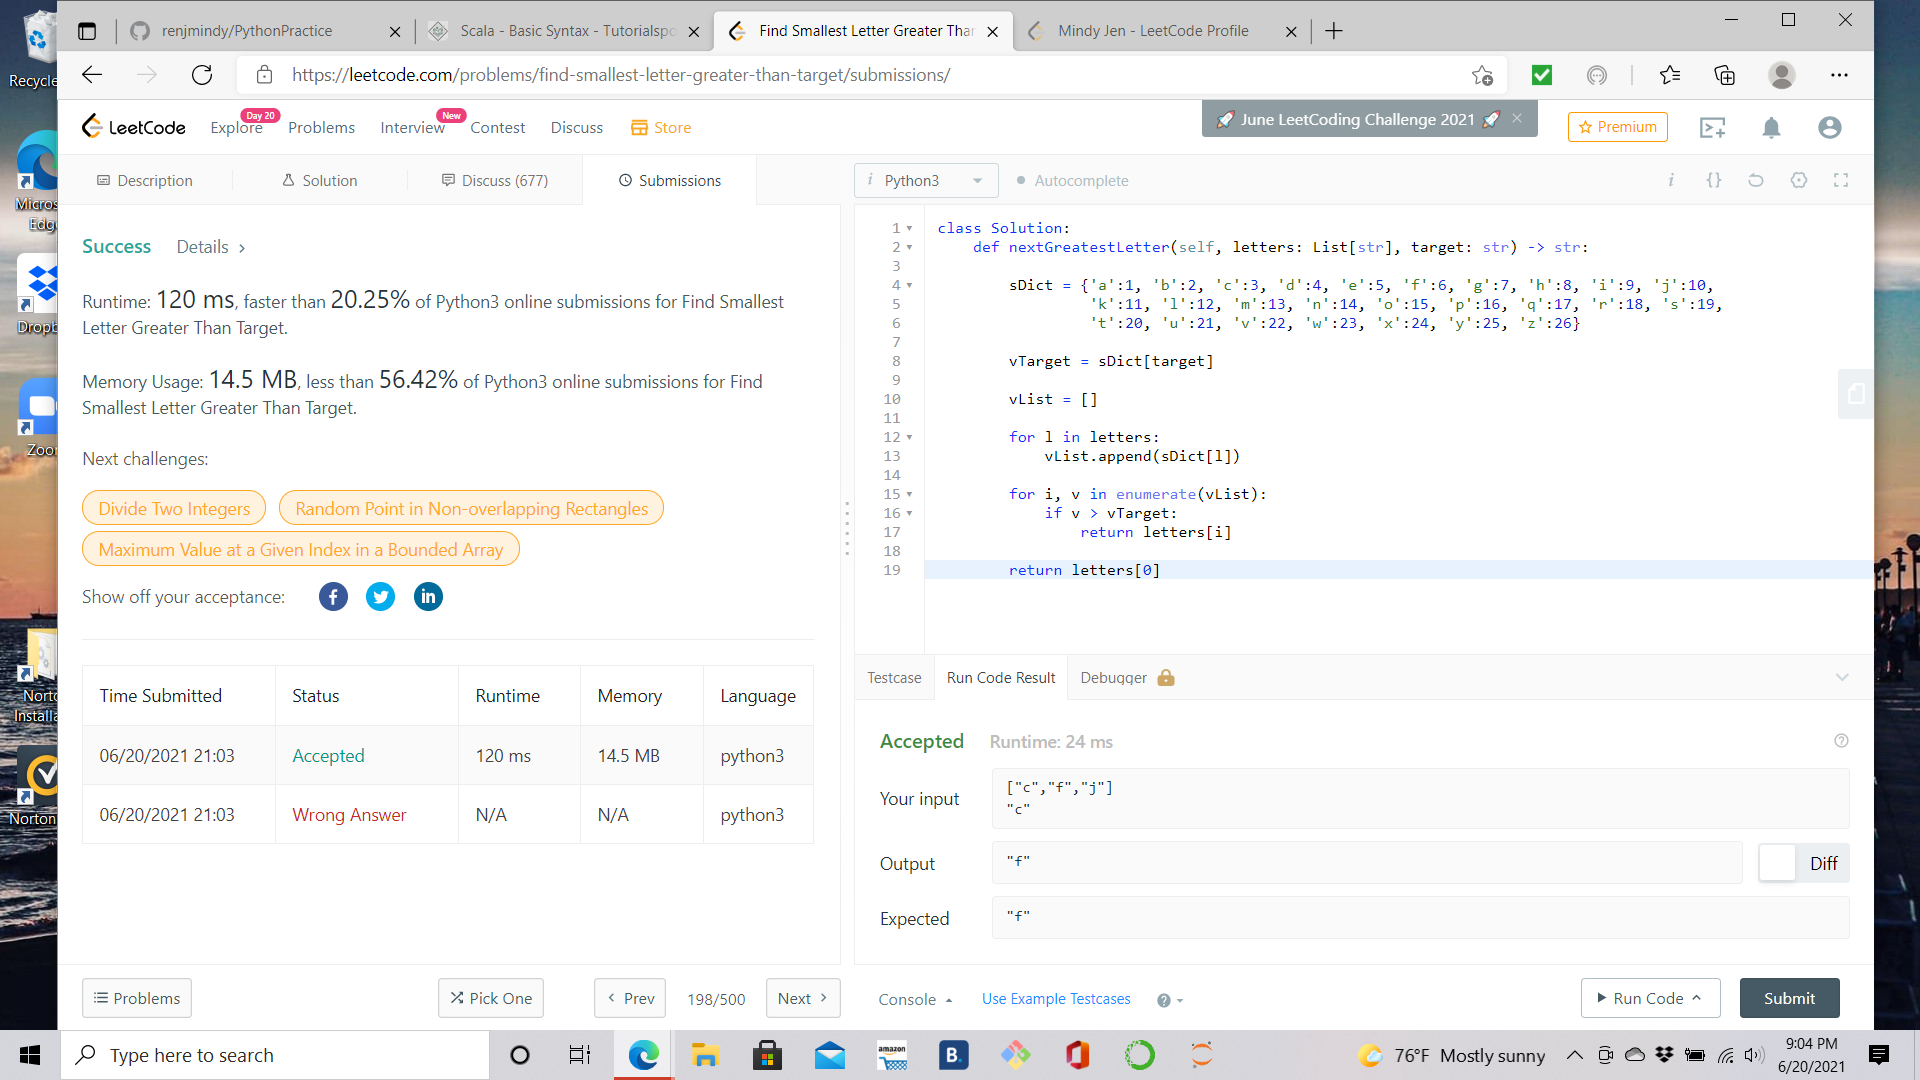 renjmindy/PythonPractice
Scala - Basic Syntax - Tutorialspo
Find Smallest Letter Greater Than
Mindy Jen - LeetCode Profile
https://leetcode.com/problems/find-smallest-letter-greater-than-target/submissions/
LeetCode
Explore
Day 20
Problems
Interview
New
Contest
Discuss
Store
June LeetCoding Challenge 2021
Premium
Description
Solution
Discuss (677)
Submissions
i Python3
Autocomplete
Success Details >
Runtime: 120 ms, faster than 20.25% of Python3 online submissions for Find Smallest
Letter Greater Than Target.
Memory Usage: 14.5 MB, less than 56.42% of Python3 online submissions for Find
Smallest Letter Greater Than Target.
Next challenges:
Divide Two Integers
Random Point in Non-overlapping Rectangles
Maximum Value at a Given Index in a Bounded Array
Show off your acceptance:
Time Submitted Status Runtime Memory Language
06/20/2021 21:03 Accepted 120 ms 14.5 MB python3
06/20/2021 21:03 Wrong Answer N/A N/A python3
1 class Solution:
2 def nextGreatestLetter(self, letters: List[str], target: str) -> str:
3
4 sDict = {'a':1, 'b':2, 'c':3, 'd':4, 'e':5, 'f':6, 'g':7, 'h':8, 'i':9, 'j':10,
5 'k':11, 'l':12, 'm':13, 'n':14, 'o':15, 'p':16, 'q':17, 'r':18, 's':19,
6 't':20, 'u':21, 'v':22, 'w':23, 'x':24, 'y':25, 'z':26}
7
8 vTarget = sDict[target]
9
10 vList = []
11
12 for l in letters:
13 vList.append(sDict[l])
14
15 for i, v in enumerate(vList):
16 if v > vTarget:
17 return letters[i]
18
19 return letters[0]
Testcase
Run Code Result
Debugger
Accepted Runtime: 24 ms
Your input
["c","f","j"]
"c"
Output
"f"
Diff
Expected
"f"
Problems
Pick One
< Prev
198/500
Next >
Console
Use Example Testcases
Run Code
Submit
Recycle
Micros
Edg
Dropb
Zoo
Norto
Installa
Norton
Type here to search
amazon
B.
76°F Mostly sunny
9:04 PM
6/20/2021